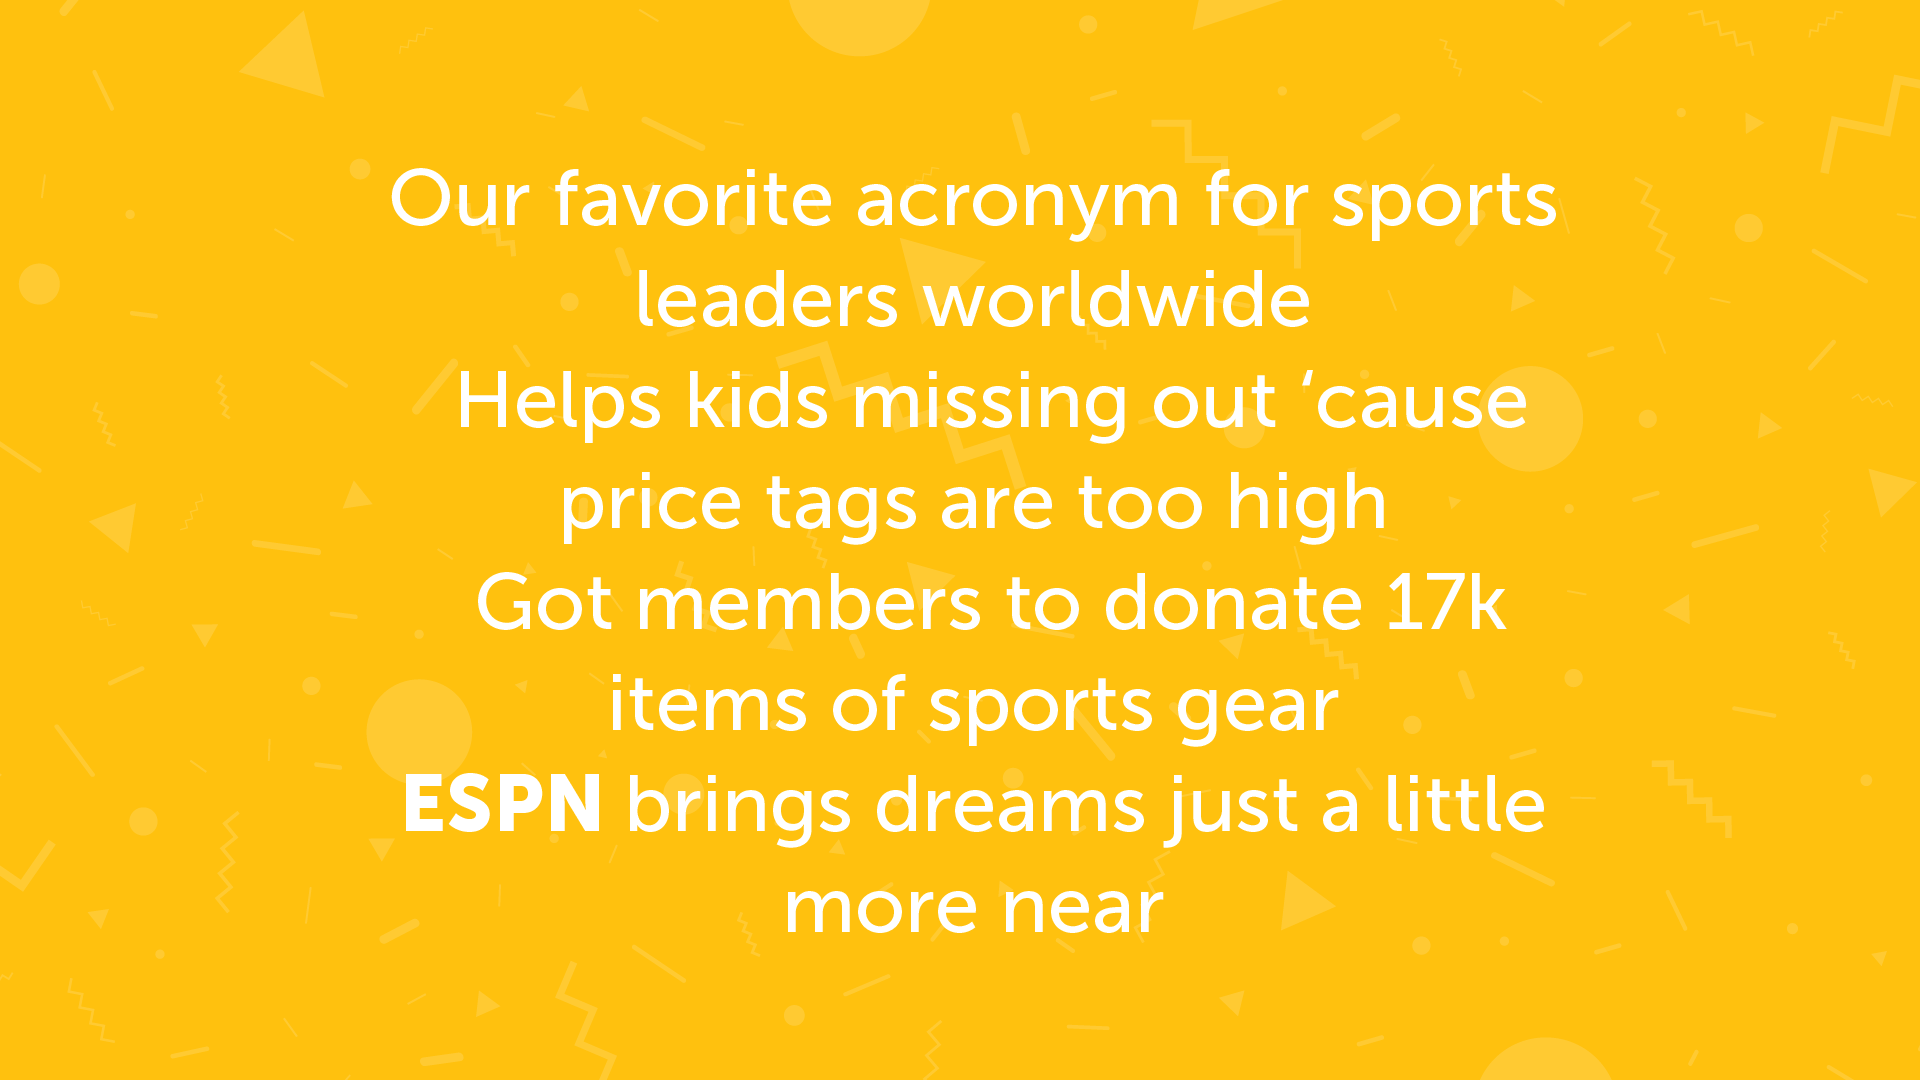 Our favorite acronym for sports
leaders worldwide
Helps kids missing out ‘cause
price tags are too high
Got members to donate 17k
items of sports gear
ESPN brings dreams just a little
more near